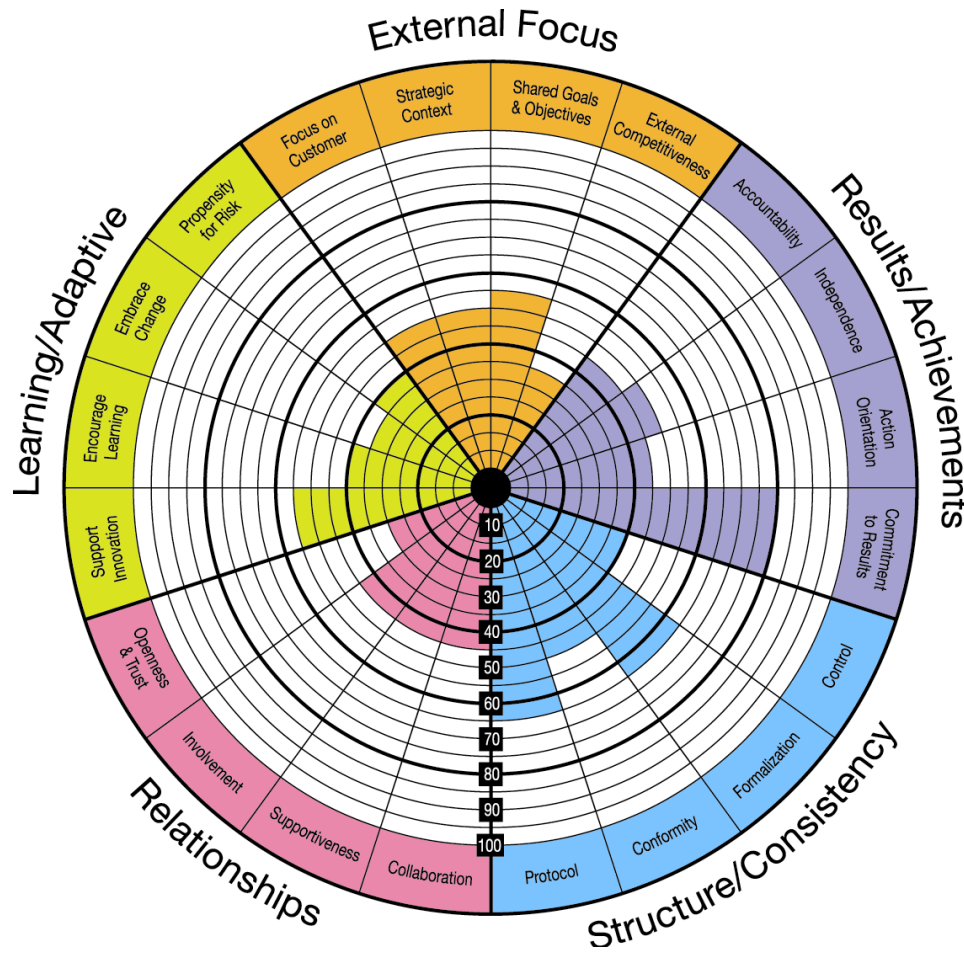 External Focus
Focus on
Customer
Strategic
Context
Shared Goals
& Objectives
External
Competitiveness
Results/Achievements
Accountability
Independence
Action
Orientation
Commitment
to Results
Structure/Consistency
Control
Formalization
Conformity
Protocol
Relationships
Collaboration
Supportiveness
Involvement
Openness
& Trust
Learning/Adaptive
Support
Innovation
Encourage
Learning
Embrace
Change
Propensity
for Risk
10
20
30
40
50
60
70
80
90
100